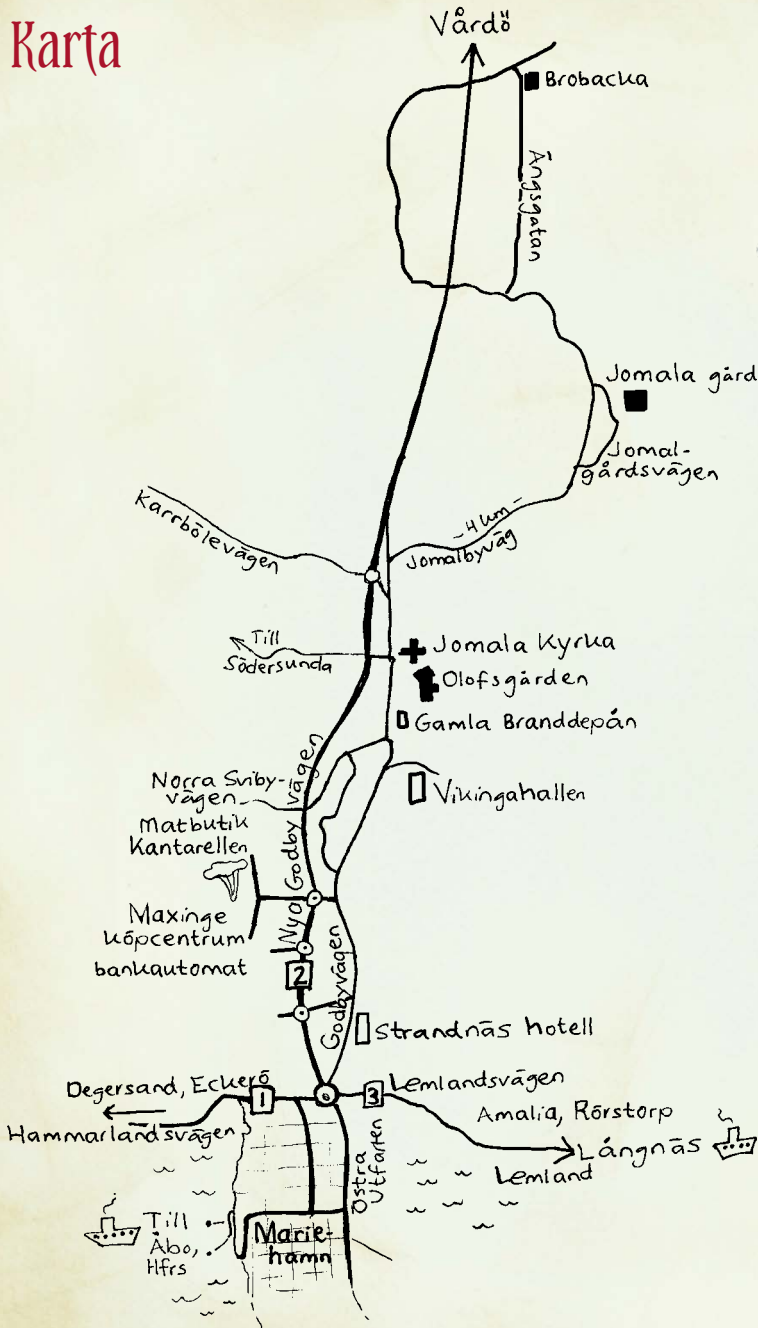 Karta
Vårdö
Brobacka
Ängsgatan
Jomala gård
Jomal-
gårdsvägen
-4 km-
Jomalbyväg
Karrbölevägen
Till
Södersunda
Jomala Kyrka
Olofsgården
Gamla Branddepån
Vikingahallen
Norra Sviby-
vägen
Matbutik
Kantarellen
Nya Godbyvägen
Maxinge
köpcentrum
bankautomat
2
Godbyvägen
Strandnäs hotell
Degersand, Eckerö
1
3
Lemlandsvägen
Hammarlandsvägen
Amalia, Rörstorp
Långnäs
Lemland
Östra
Utfarten
Till
Åbo,
Hfrs
Marie-
hamn